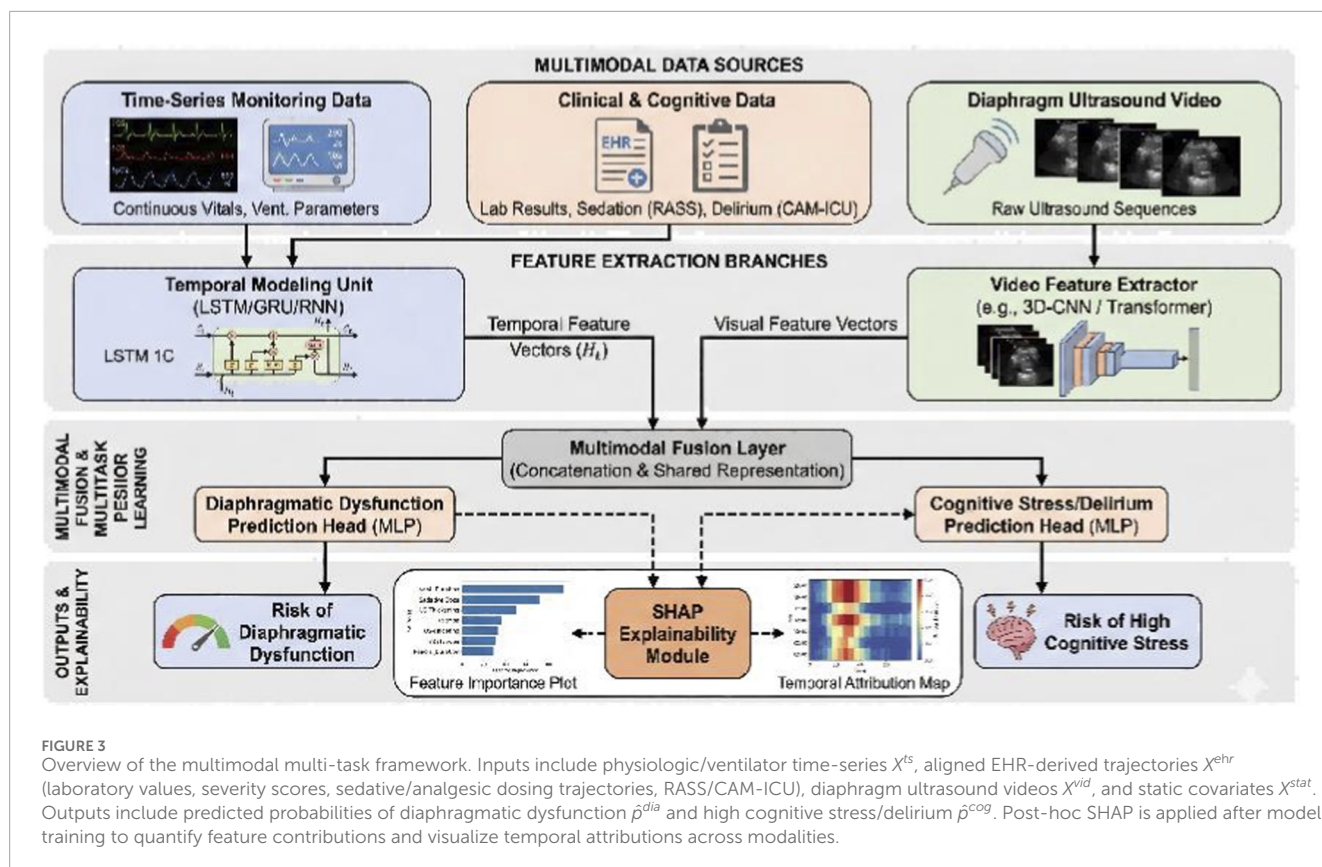 MULTIMODAL DATA SOURCES
Time-Series Monitoring Data
Continuous Vitals, Vent. Parameters
Clinical & Cognitive Data
EHR
Lab Results, Sedation (RASS), Delirium (CAM-ICU)
Diaphragm Ultrasound Video
Raw Ultrasound Sequences
FEATURE EXTRACTION BRANCHES
Temporal Modeling Unit
(LSTM/GRU/RNN)
LSTM 1C
Temporal Feature
Vectors (Hₜ)
Visual Feature Vectors
Video Feature Extractor
(e.g., 3D-CNN / Transformer)
MULTIMODAL
FUSION &
MULTITASK
PESIIOR
LEARNING
Multimodal Fusion Layer
(Concatenation & Shared Representation)
Diaphragmatic Dysfunction
Prediction Head (MLP)
Cognitive Stress/Delirium
Prediction Head (MLP)
OUTPUTS &
EXPLAINABILITY
Risk of
Diaphragmatic
Dysfunction
Sedative Dose
Feature Importance Plot
SHAP
Explainability
Module
Temporal Attribution Map
Risk of High
Cognitive Stress
FIGURE 3
Overview of the multimodal multi-task framework. Inputs include physiologic/ventilator time-series X^ts, aligned EHR-derived trajectories X^ehr
(laboratory values, severity scores, sedative/analgesic dosing trajectories, RASS/CAM-ICU), diaphragm ultrasound videos X^vid, and static covariates X^stat.
Outputs include predicted probabilities of diaphragmatic dysfunction p̂^dia and high cognitive stress/delirium p̂^cog. Post-hoc SHAP is applied after model
training to quantify feature contributions and visualize temporal attributions across modalities.